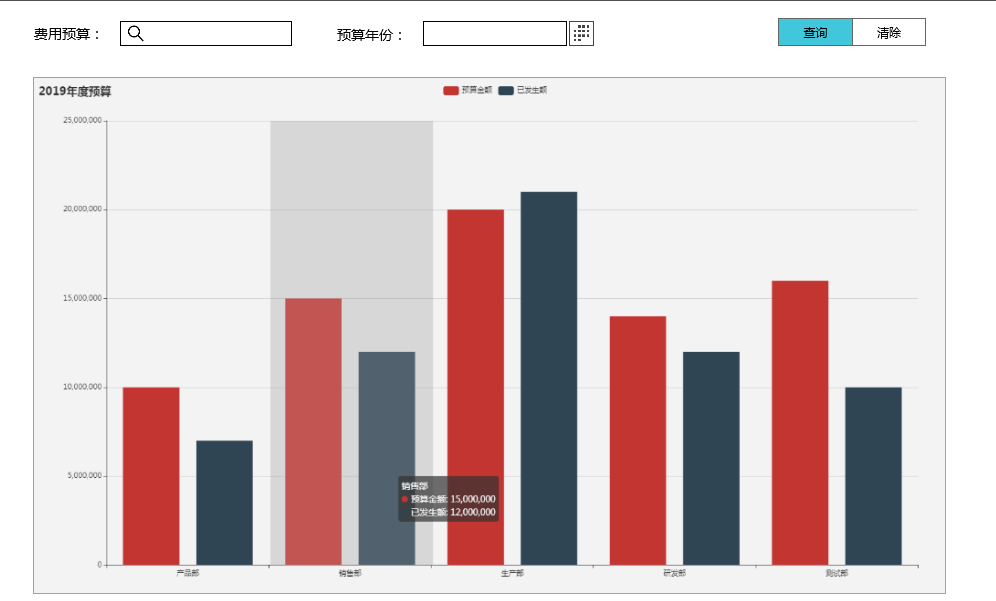 费用预算： 预算年份： 查询 清除
2019年度预算 预算金额 已发生额
25,000,000
20,000,000
15,000,000
10,000,000
5,000,000
销售部
预算金额: 15,000,000
已发生额: 12,000,000
0
产品部 销售部 生产部 研发部 测试部